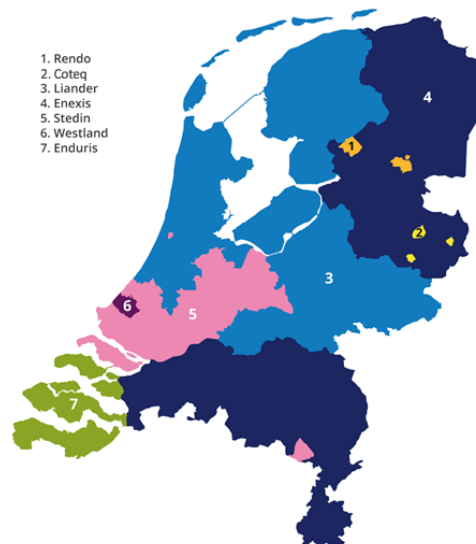 1. Rendo
2. Coteq
3. Liander
4. Enexis
5. Stedin
6. Westland
7. Enduris
4
1
2
3
6
5
7